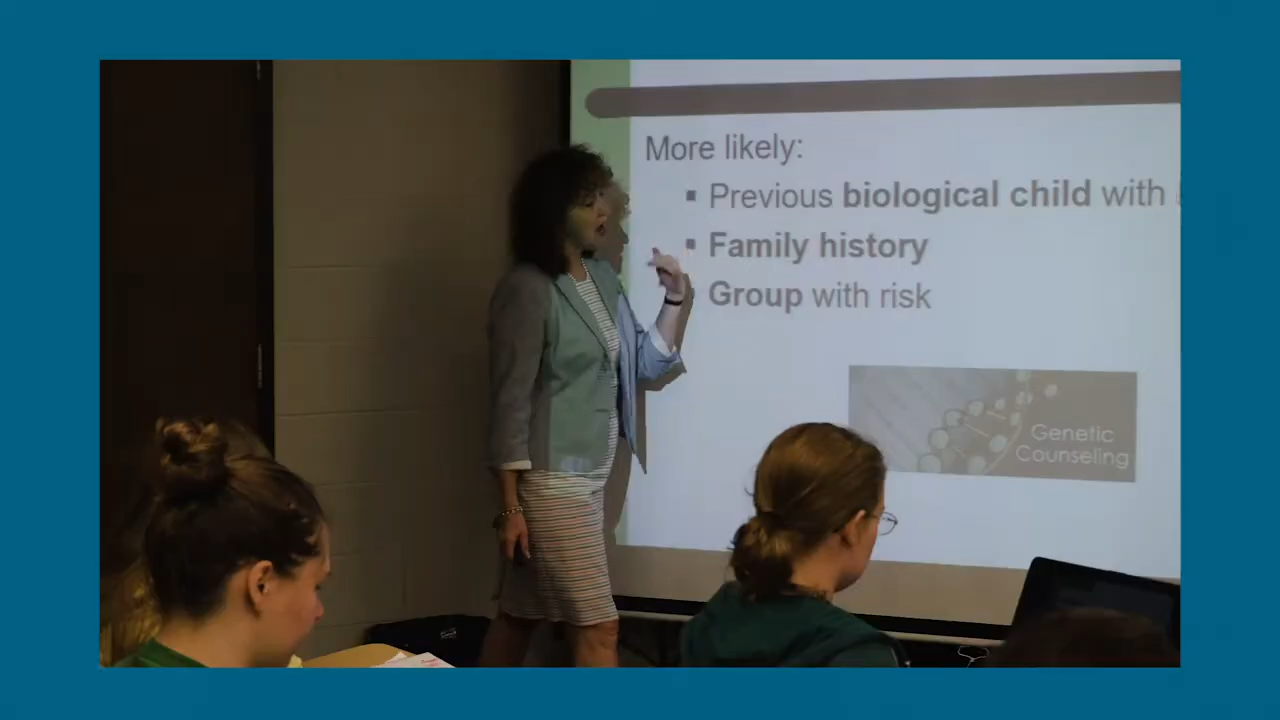 More likely:
▪ Previous biological child with
▪ Family history
Group with risk
Genetic
Counseling